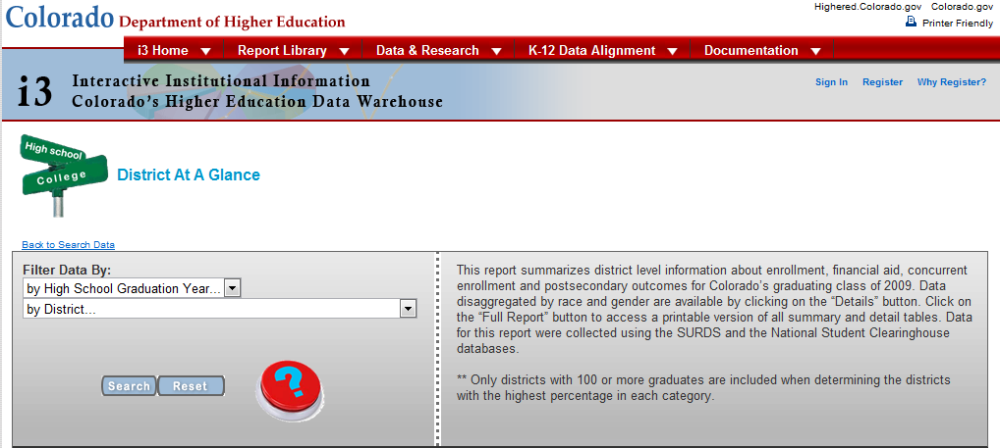 Colorado Department of Higher Education
Highered.Colorado.gov Colorado.gov
Printer Friendly
i3 Home Report Library Data & Research K-12 Data Alignment Documentation
i3
Interactive Institutional Information
Colorado's Higher Education Data Warehouse
Sign In Register Why Register?
High school
College
District At A Glance
Back to Search Data
Filter Data By:
by High School Graduation Year...
by District...
Search Reset
?
This report summarizes district level information about enrollment, financial aid, concurrent
enrollment and postsecondary outcomes for Colorado's graduating class of 2009. Data
disaggregated by race and gender are available by clicking on the “Details” button. Click on
the “Full Report” button to access a printable version of all summary and detail tables. Data
for this report were collected using the SURDS and the National Student Clearinghouse
databases.
** Only districts with 100 or more graduates are included when determining the districts
with the highest percentage in each category.